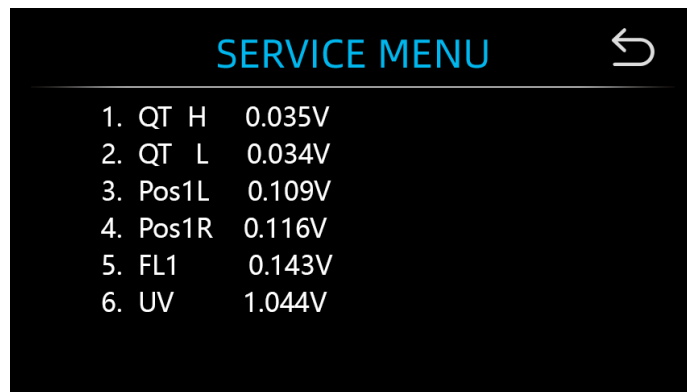 SERVICE MENU
1. QT H 0.035V
2. QT L 0.034V
3. Pos1L 0.109V
4. Pos1R 0.116V
5. FL1 0.143V
6. UV 1.044V